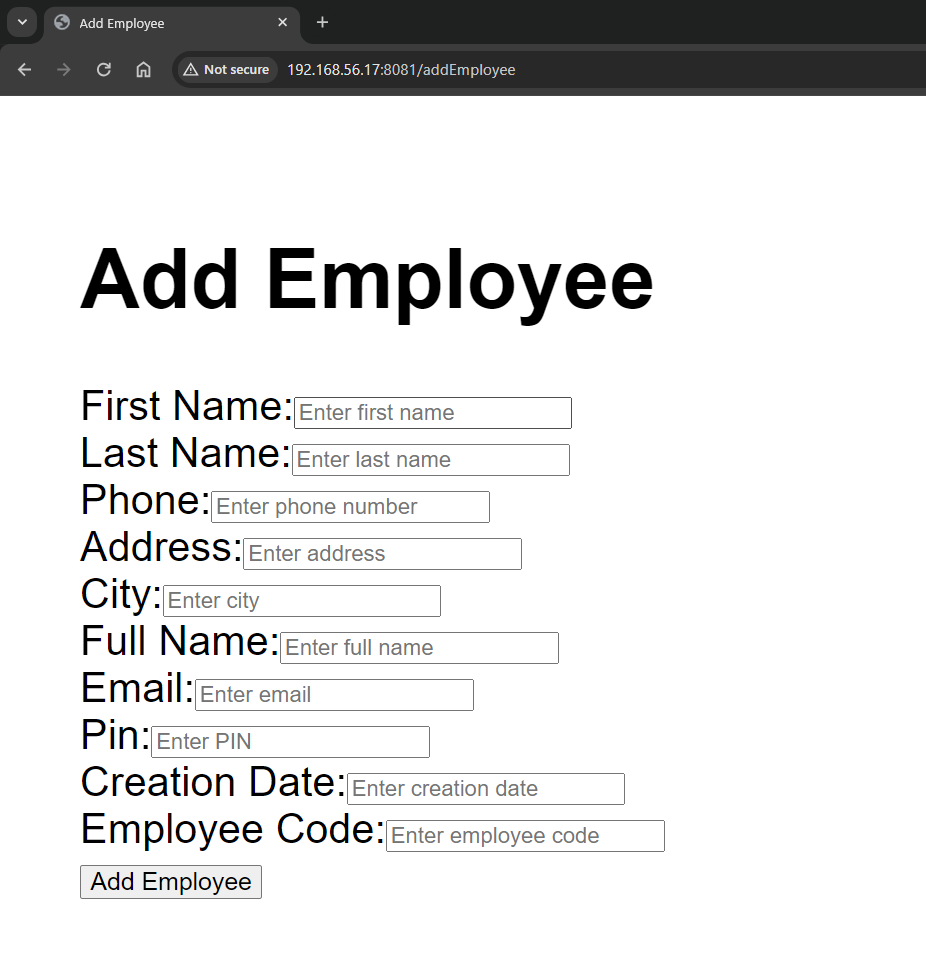 Add Employee
Not secure 192.168.56.17:8081/addEmployee
Add Employee
First Name: Enter first name
Last Name: Enter last name
Phone: Enter phone number
Address: Enter address
City: Enter city
Full Name: Enter full name
Email: Enter email
Pin: Enter PIN
Creation Date: Enter creation date
Employee Code: Enter employee code
Add Employee